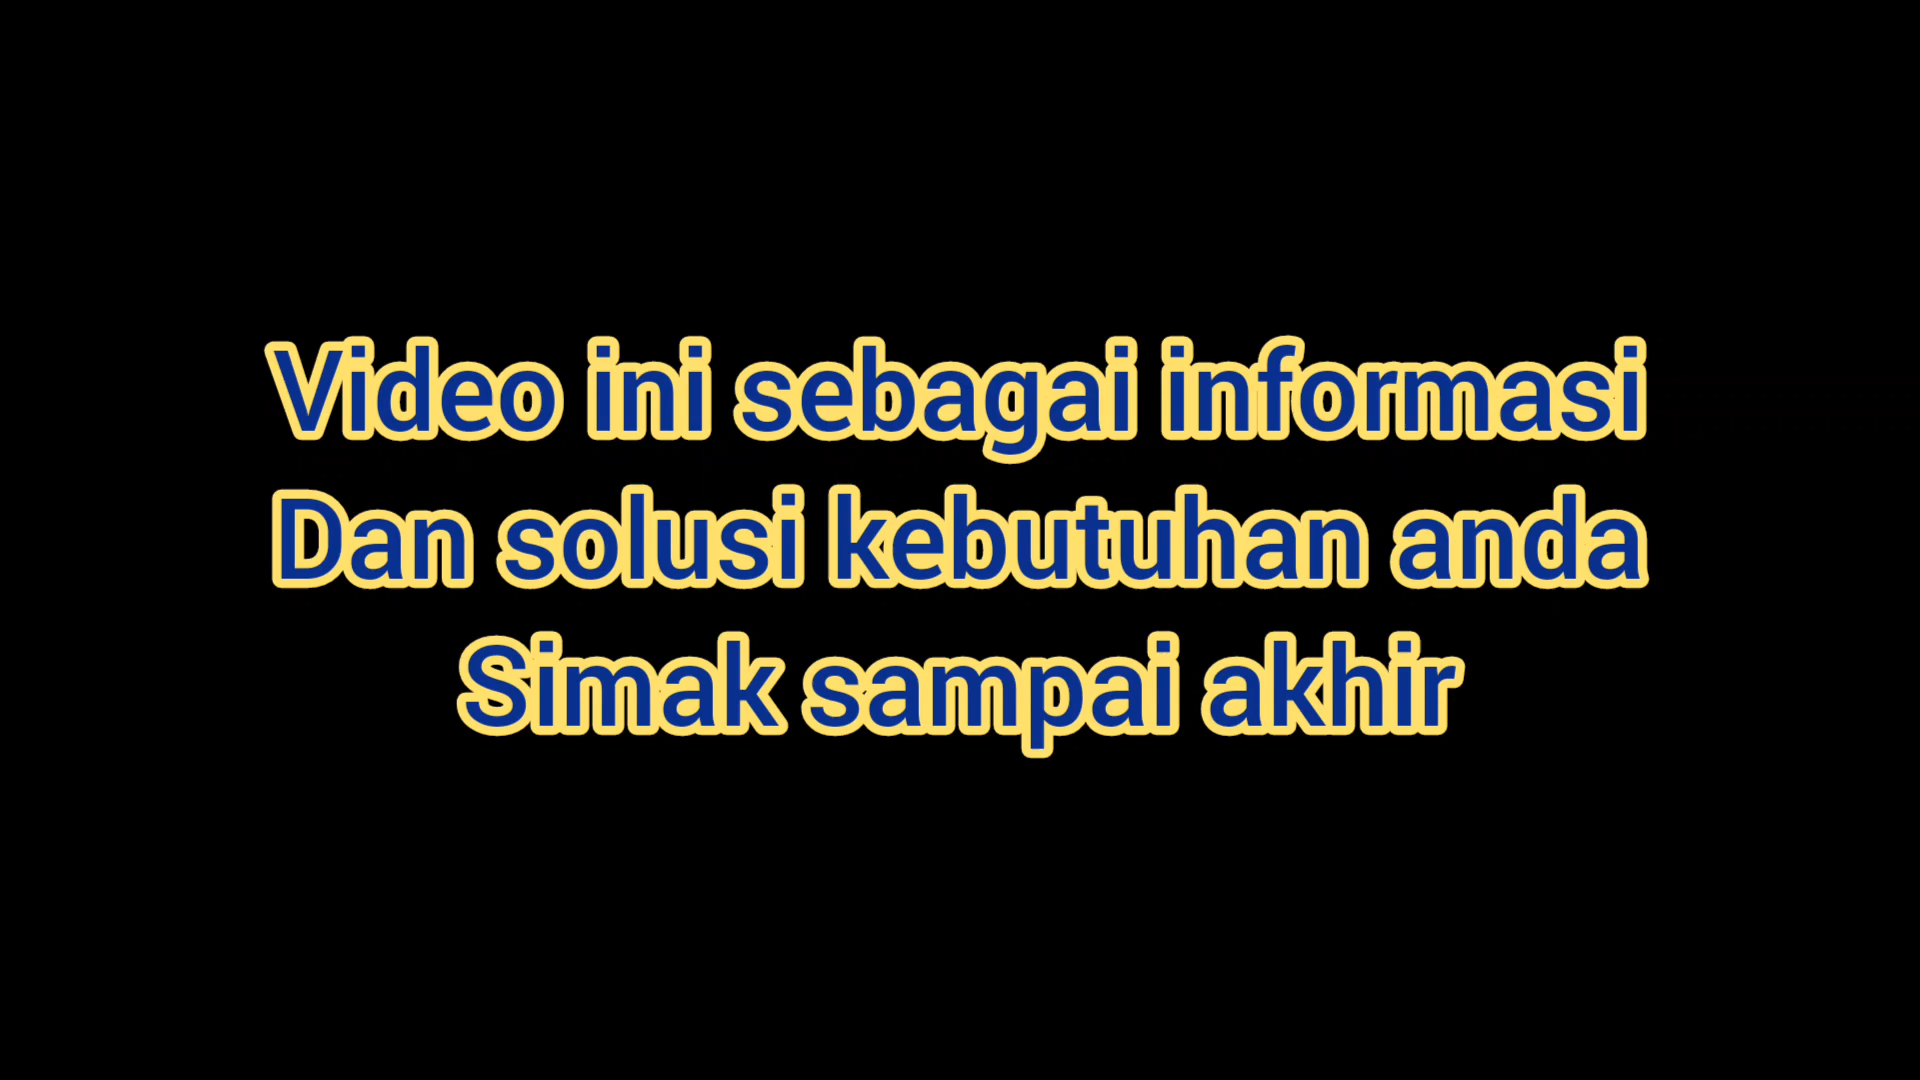 Video ini sebagai informasi
Dan solusi kebutuhan anda
Simak sampai akhir